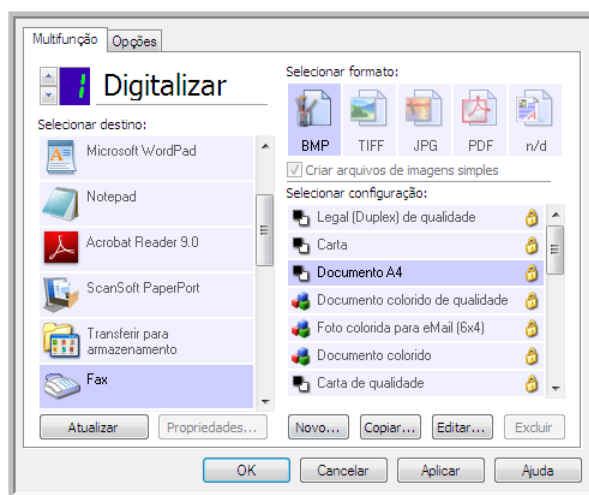 Multifunção
Opções
1
Digitalizar
Selecionar destino:
Microsoft WordPad
Notepad
Acrobat Reader 9.0
ScanSoft PaperPort
Transferir para
armazenamento
Fax
Atualizar
Propriedades...
Selecionar formato:
BMP
TIFF
JPG
PDF
n/d
Criar arquivos de imagens simples
Selecionar configuração:
Legal (Duplex) de qualidade
Carta
Documento A4
Documento colorido de qualidade
Foto colorida para eMail (6x4)
Documento colorido
Carta de qualidade
Novo...
Copiar...
Editar...
Excluir
OK
Cancelar
Aplicar
Ajuda